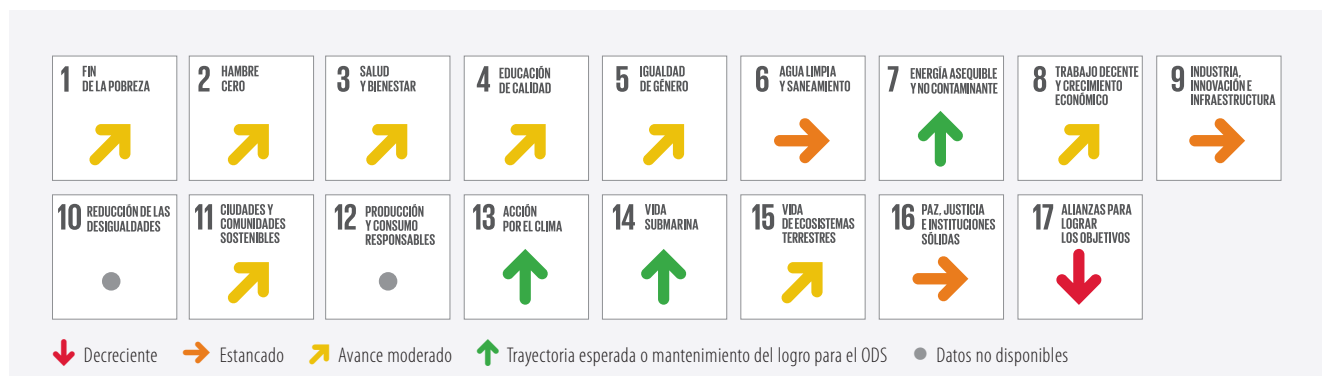 1 FIN
DE LA POBREZA
2 HAMBRE
CERO
3 SALUD
Y BIENESTAR
4 EDUCACIÓN
DE CALIDAD
5 IGUALDAD
DE GÉNERO
6 AGUA LIMPIA
Y SANEAMIENTO
7 ENERGÍA ASEQUIBLE
Y NO CONTAMINANTE
8 TRABAJO DECENTE
Y CRECIMIENTO
ECONÓMICO
9 INDUSTRIA,
INNOVACIÓN E
INFRAESTRUCTURA
10 REDUCCIÓN DE LAS
DESIGUALDADES
11 CIUDADES Y
COMUNIDADES
SOSTENIBLES
12 PRODUCCIÓN
Y CONSUMO
RESPONSABLES
13 ACCIÓN
POR EL CLIMA
14 VIDA
SUBMARINA
15 VIDA
DE ECOSISTEMAS
TERRESTRES
16 PAZ, JUSTICIA
E INSTITUCIONES
SÓLIDAS
17 ALIANZAS PARA
LOGRAR
LOS OBJETIVOS
Decreciente Estancado Avance moderado Trayectoria esperada o mantenimiento del logro para el ODS Datos no disponibles